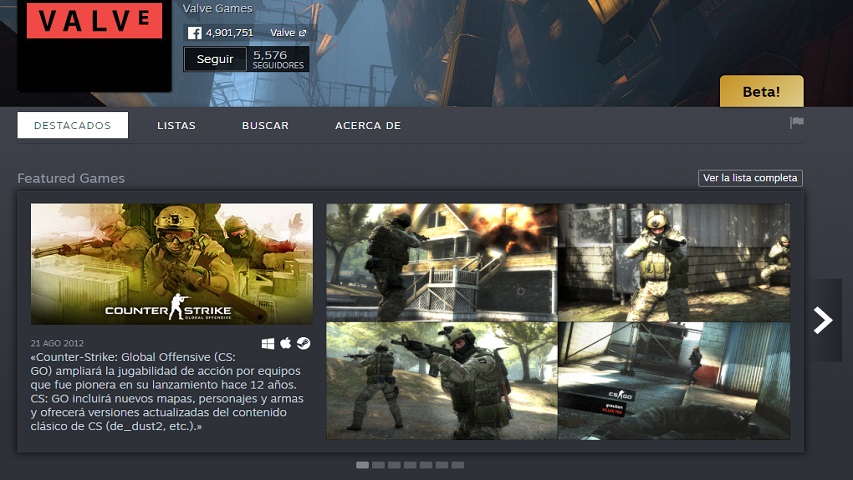 VALVE
Valve Games
4,901,751 Valve
Seguir
5,576
SEGUIDORES
Beta!
DESTACADOS LISTAS BUSCAR ACERCA DE
Featured Games
Ver la lista completa
COUNTER STRIKE
GLOBAL OFFENSIVE
21 AGO 2012
«Counter-Strike: Global Offensive (CS:
GO) ampliará la jugabilidad de acción por equipos
que fue pionera en su lanzamiento hace 12 años.
CS: GO incluirá nuevos mapas, personajes y armas
y ofrecerá versiones actualizadas del contenido
clásico de CS (de_dust2, etc.).»
CS GO